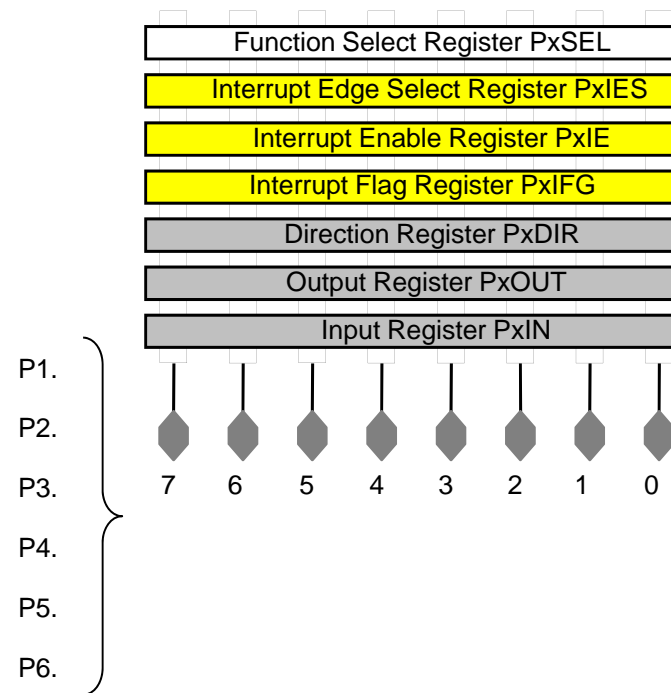 Function Select Register PxSEL
Interrupt Edge Select Register PxIES
Interrupt Enable Register PxIE
Interrupt Flag Register PxIFG
Direction Register PxDIR
Output Register PxOUT
Input Register PxIN
P1.
P2.
P3.
7 6 5 4 3 2 1 0
P4.
P5.
P6.